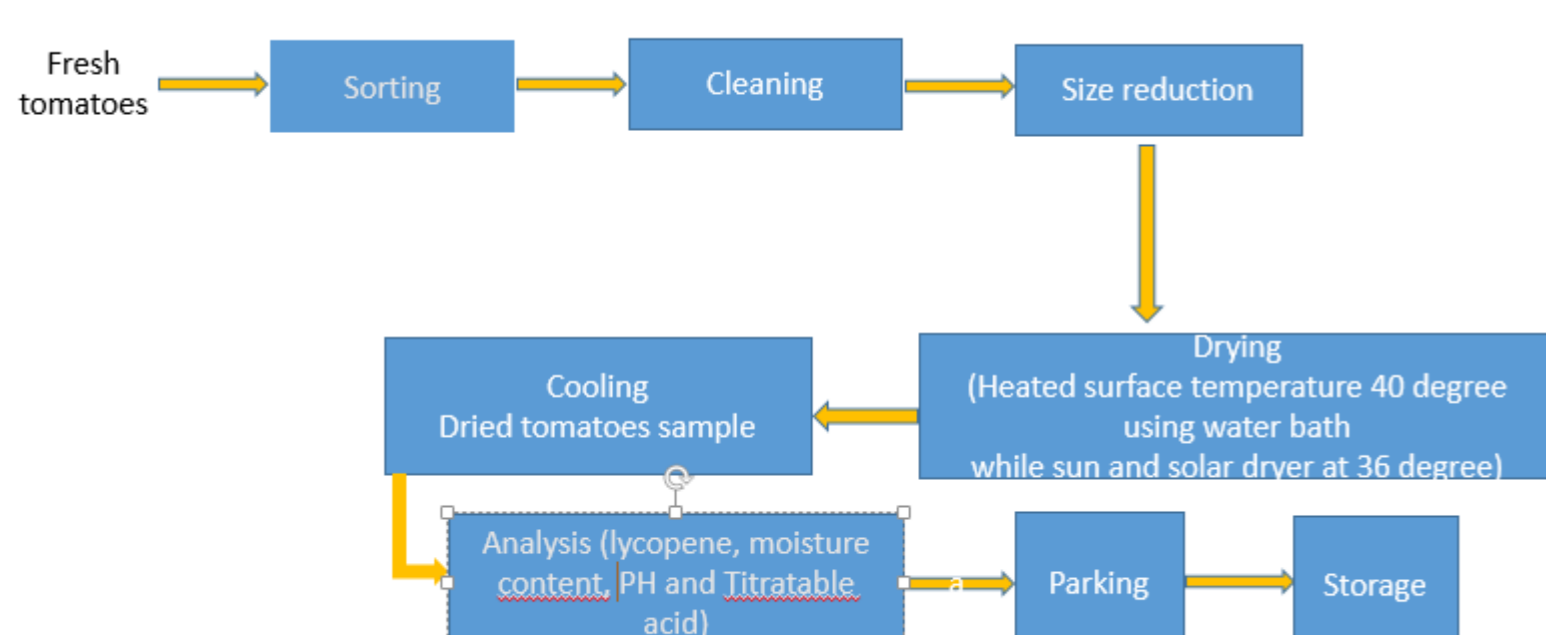 Fresh
tomatoes
Sorting
Cleaning
Size reduction
Drying
(Heated surface temperature 40 degree
using water bath
while sun and solar dryer at 36 degree)
Cooling
Dried tomatoes sample
Analysis (lycopene, moisture
content, PH and Titratable
acid)
a
Parking
Storage